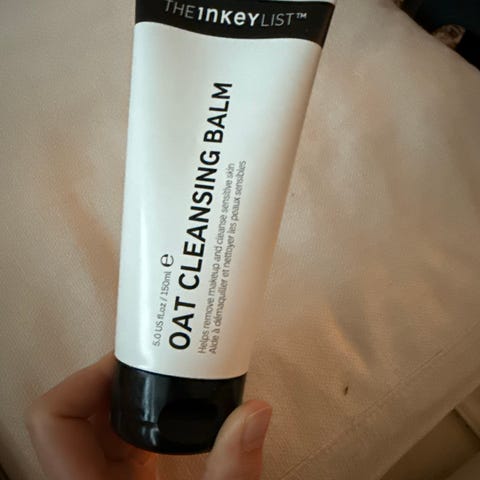 THE INKEY LIST™
OAT CLEANSING BALM
Helps remove makeup and cleanse sensitive skin
Aide à démaquiller et nettoyer les peaux sensibles
5.0 US fl.oz / 150ml ℮